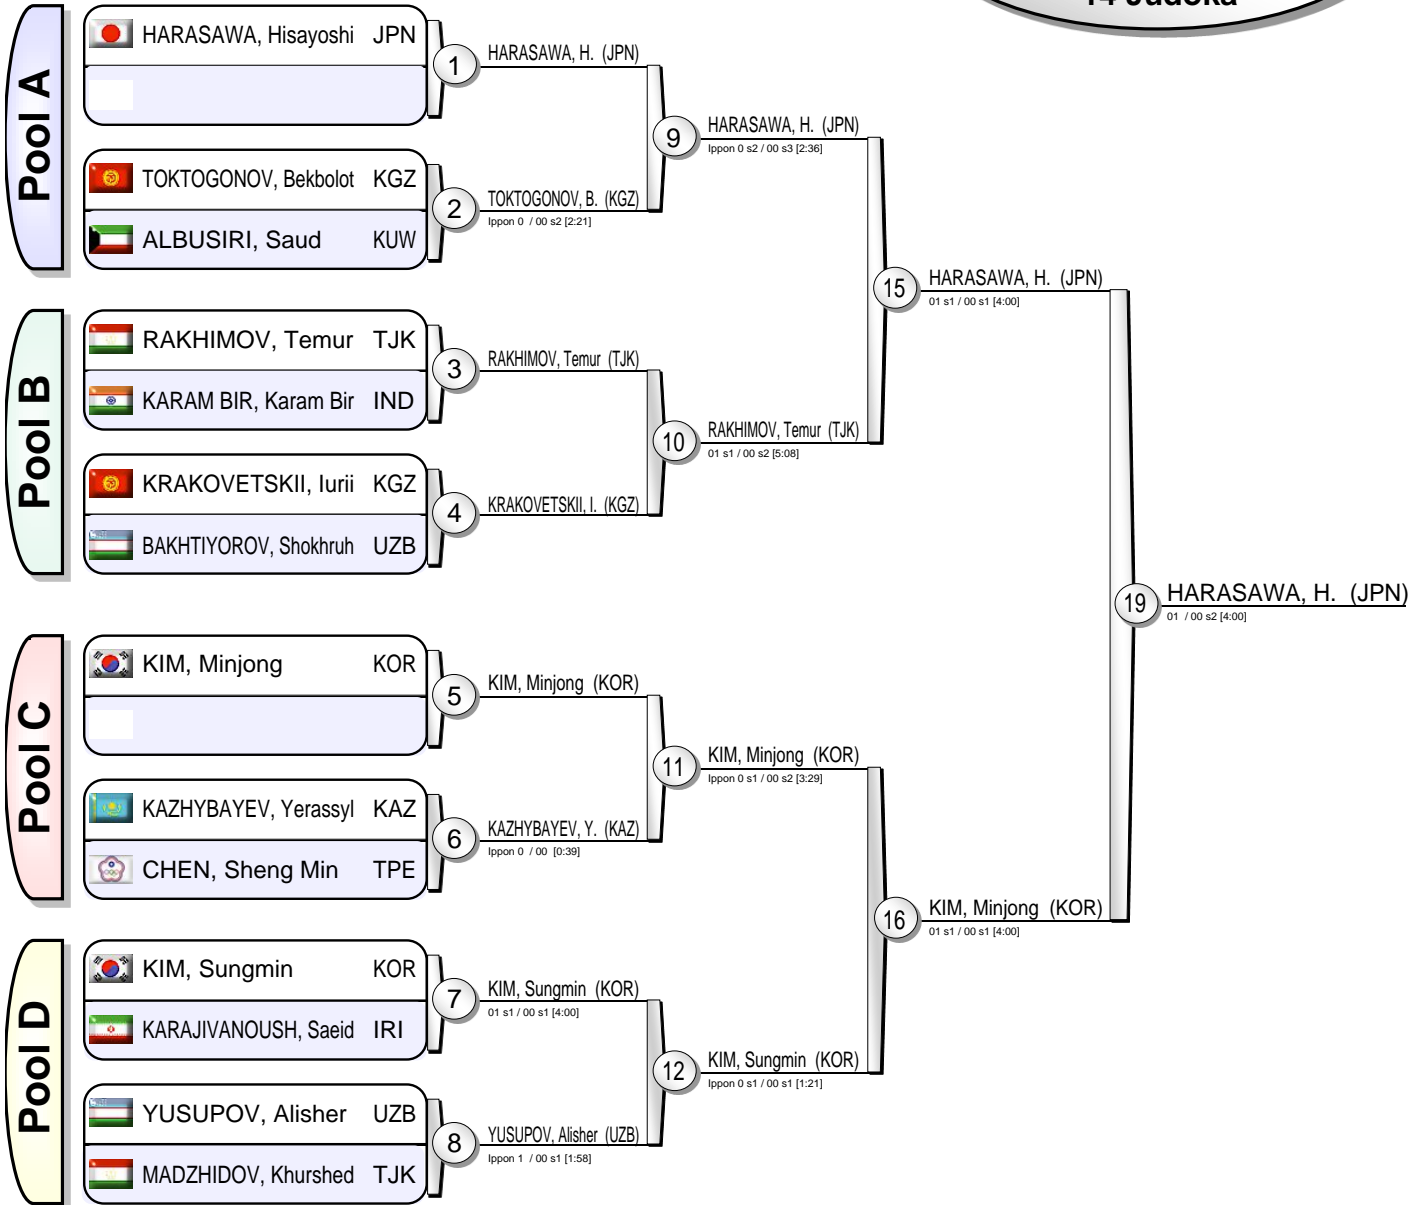 14 Judoka
Pool A
HARASAWA, Hisayoshi JPN
TOKTOGONOV, Bekbolot KGZ
ALBUSIRI, Saud KUW
Pool B
RAKHIMOV, Temur TJK
KARAM BIR, Karam Bir IND
KRAKOVETSKII, Iurii KGZ
BAKHTIYOROV, Shokhruh UZB
Pool C
KIM, Minjong KOR
KAZHYBAYEV, Yerassyl KAZ
CHEN, Sheng Min TPE
Pool D
KIM, Sungmin KOR
KARAJIVANOUSH, Saeid IRI
YUSUPOV, Alisher UZB
MADZHIDOV, Khurshed TJK
1
HARASAWA, H. (JPN)
2
TOKTOGONOV, B. (KGZ)
Ippon 0 / 00 s2 [2:21]
3
RAKHIMOV, Temur (TJK)
4
KRAKOVETSKII, I. (KGZ)
5
KIM, Minjong (KOR)
6
KAZHYBAYEV, Y. (KAZ)
Ippon 0 / 00 [0:39]
7
KIM, Sungmin (KOR)
01 s1 / 00 s1 [4:00]
8
YUSUPOV, Alisher (UZB)
Ippon 1 / 00 s1 [1:58]
9
HARASAWA, H. (JPN)
Ippon 0 s2 / 00 s3 [2:36]
10
RAKHIMOV, Temur (TJK)
01 s1 / 00 s2 [5:08]
11
KIM, Minjong (KOR)
Ippon 0 s1 / 00 s2 [3:29]
12
KIM, Sungmin (KOR)
Ippon 0 s1 / 00 s1 [1:21]
15
HARASAWA, H. (JPN)
01 s1 / 00 s1 [4:00]
16
KIM, Minjong (KOR)
01 s1 / 00 s1 [4:00]
19
HARASAWA, H. (JPN)
01 / 00 s2 [4:00]